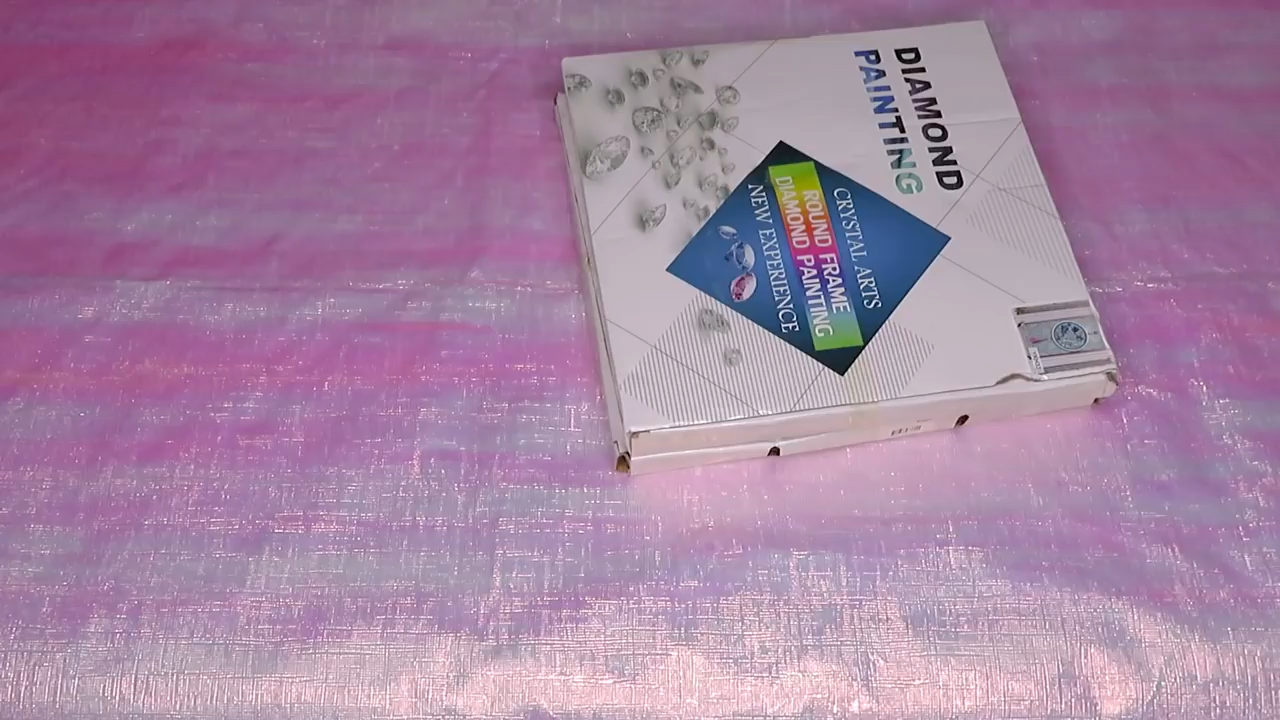 DIAMOND
PAINTING
CRYSTAL ARTS
ROUND FRAME
DIAMOND PAINTING
NEW EXPERIENCE